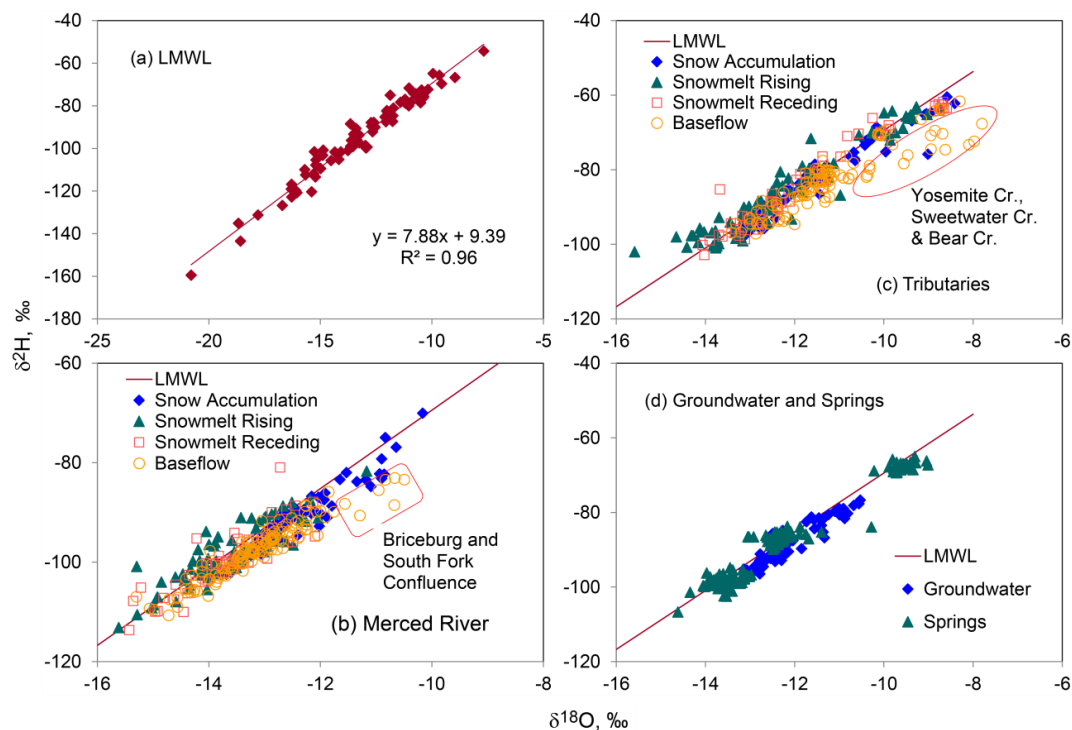 -40
-60
-80
-100
-120
-140
-160
-180
(a) LMWL
y = 7.88x + 9.39
R² = 0.96
-25
-20
-15
-10
-5
-40
-60
-80
-100
-120
LMWL
Snow Accumulation
Snowmelt Rising
Snowmelt Receding
Baseflow
Yosemite Cr.,
Sweetwater Cr.
& Bear Cr.
(c) Tributaries
-16
-14
-12
-10
-8
-6
δ²H, ‰
-60
-80
-100
-120
LMWL
Snow Accumulation
Snowmelt Rising
Snowmelt Receding
Baseflow
Briceburg and
South Fork
Confluence
(b) Merced River
-16
-14
-12
-10
-8
-40
-60
-80
-100
-120
(d) Groundwater and Springs
LMWL
Groundwater
Springs
-16
-14
-12
-10
-8
-6
δ¹⁸O, ‰